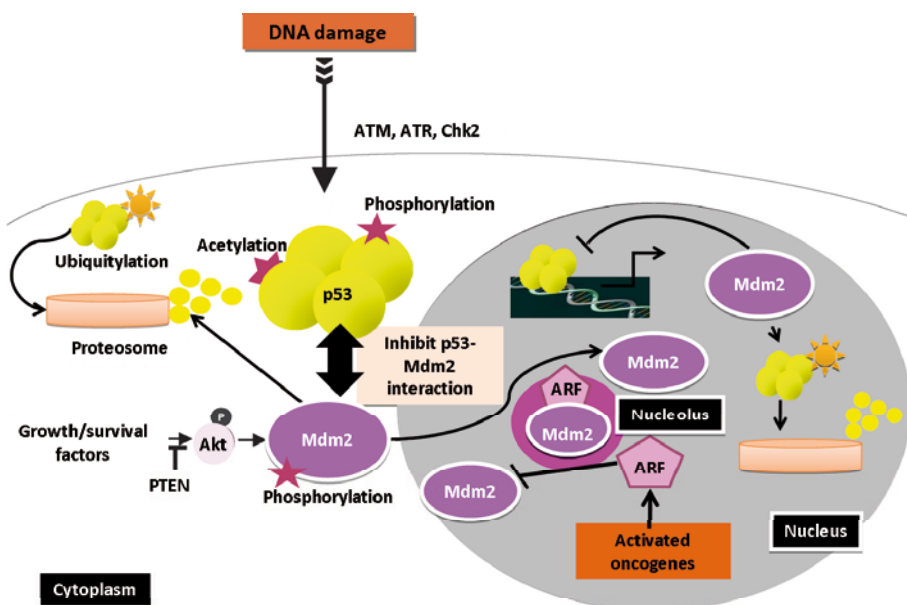 DNA damage
ATM, ATR, Chk2
Phosphorylation
Acetylation
Ubiquitylation
p53
Mdm2
Proteosome
Inhibit p53-
Mdm2
interaction
Mdm2
ARF
Nucleolus
Mdm2
P
Growth/survival
factors
Akt
Mdm2
PTEN
Phosphorylation
Mdm2
ARF
Activated
oncogenes
Nucleus
Cytoplasm